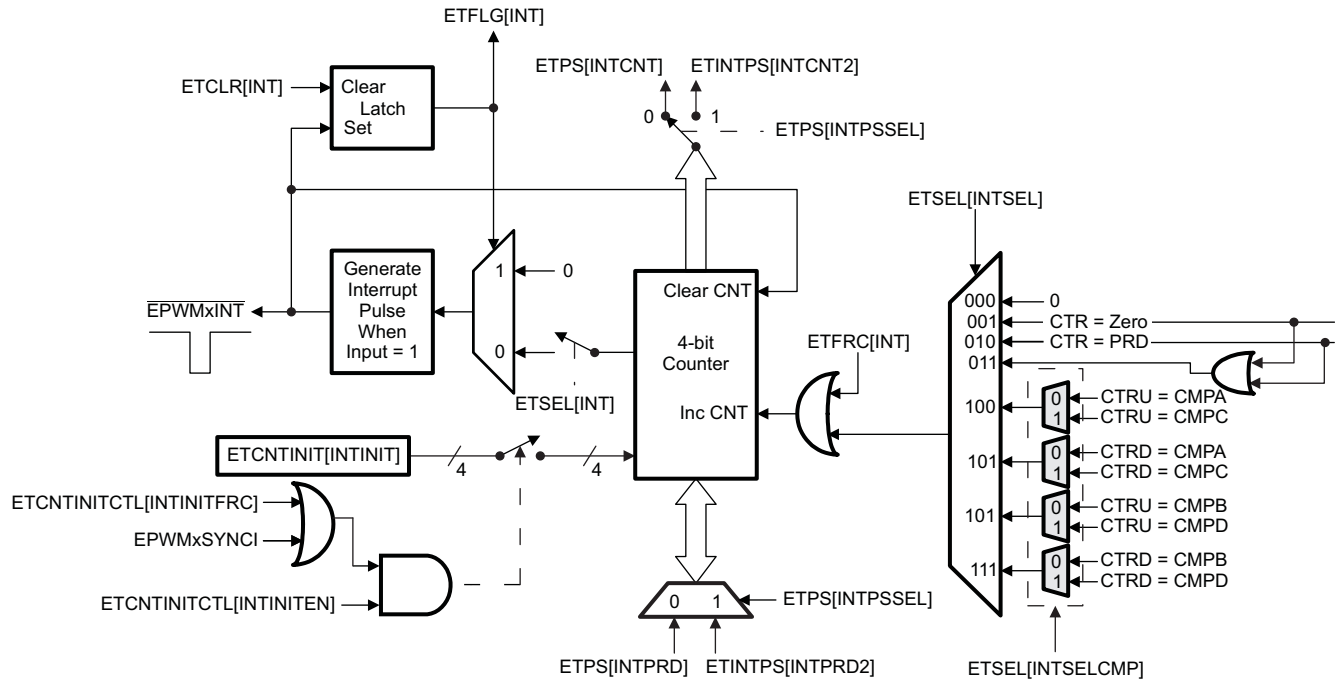 ETFLG[INT]
ETPS[INTCNT]
ETINTPS[INTCNT2]
ETCLR[INT]
Clear
Latch
Set
0
1
ETPS[INTPSSEL]
ETSEL[INTSEL]
Generate
Interrupt
Pulse
When
Input = 1
1
0
0
EPWMxINT
ETSEL[INT]
Clear CNT
4-bit
Counter
Inc CNT
ETFRC[INT]
000
0
001
CTR = Zero
010
CTR = PRD
011
100
0
CTRU = CMPA
1
CTRU = CMPC
101
0
CTRD = CMPA
1
CTRD = CMPC
101
0
CTRU = CMPB
1
CTRU = CMPD
111
0
CTRD = CMPB
1
CTRD = CMPD
ETCNTINIT[INTINIT]
4
4
ETCNTINITCTL[INTINITFRC]
EPWMxSYNCI
ETCNTINITCTL[INTINITEN]
0
1
ETPS[INTPSSEL]
ETPS[INTPRD]
ETINTPS[INTPRD2]
ETSEL[INTSELCMP]